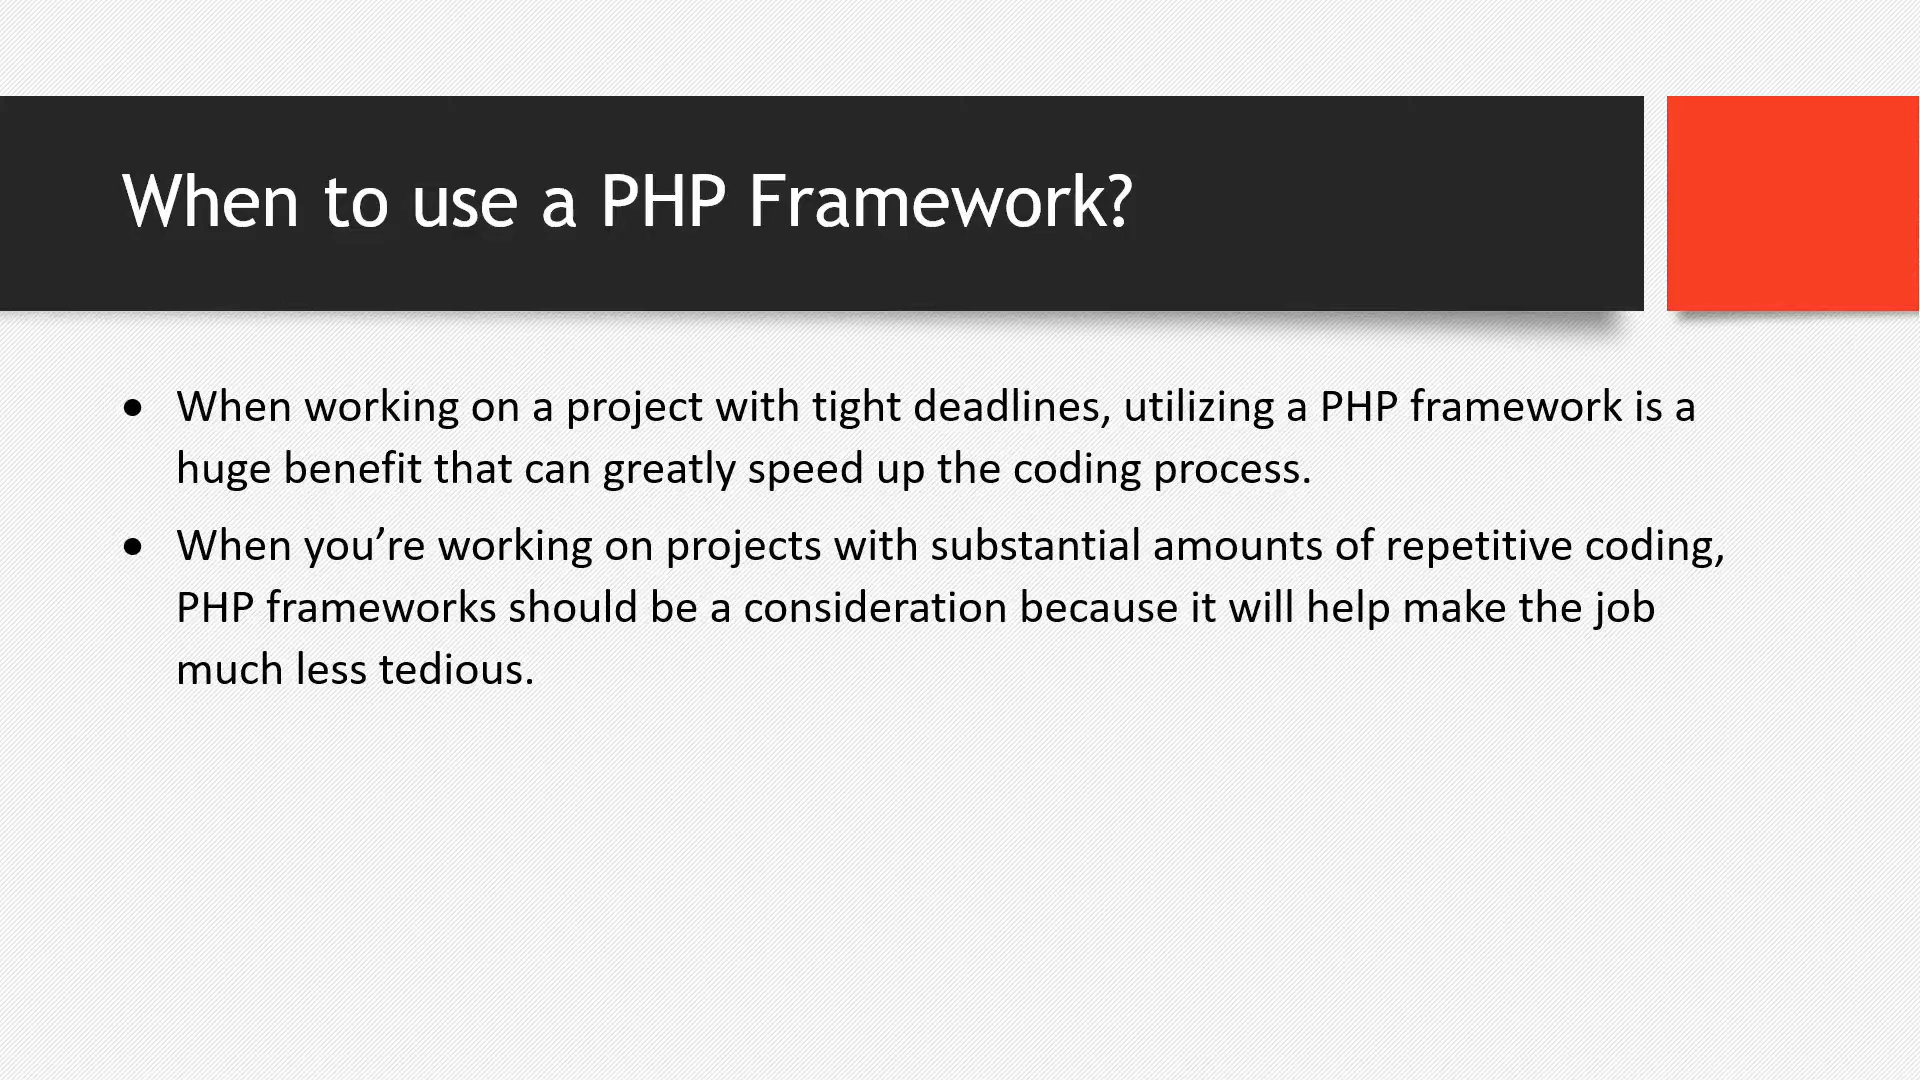 When to use a PHP Framework?
● When working on a project with tight deadlines, utilizing a PHP framework is a
huge benefit that can greatly speed up the coding process.
● When you’re working on projects with substantial amounts of repetitive coding,
PHP frameworks should be a consideration because it will help make the job
much less tedious.